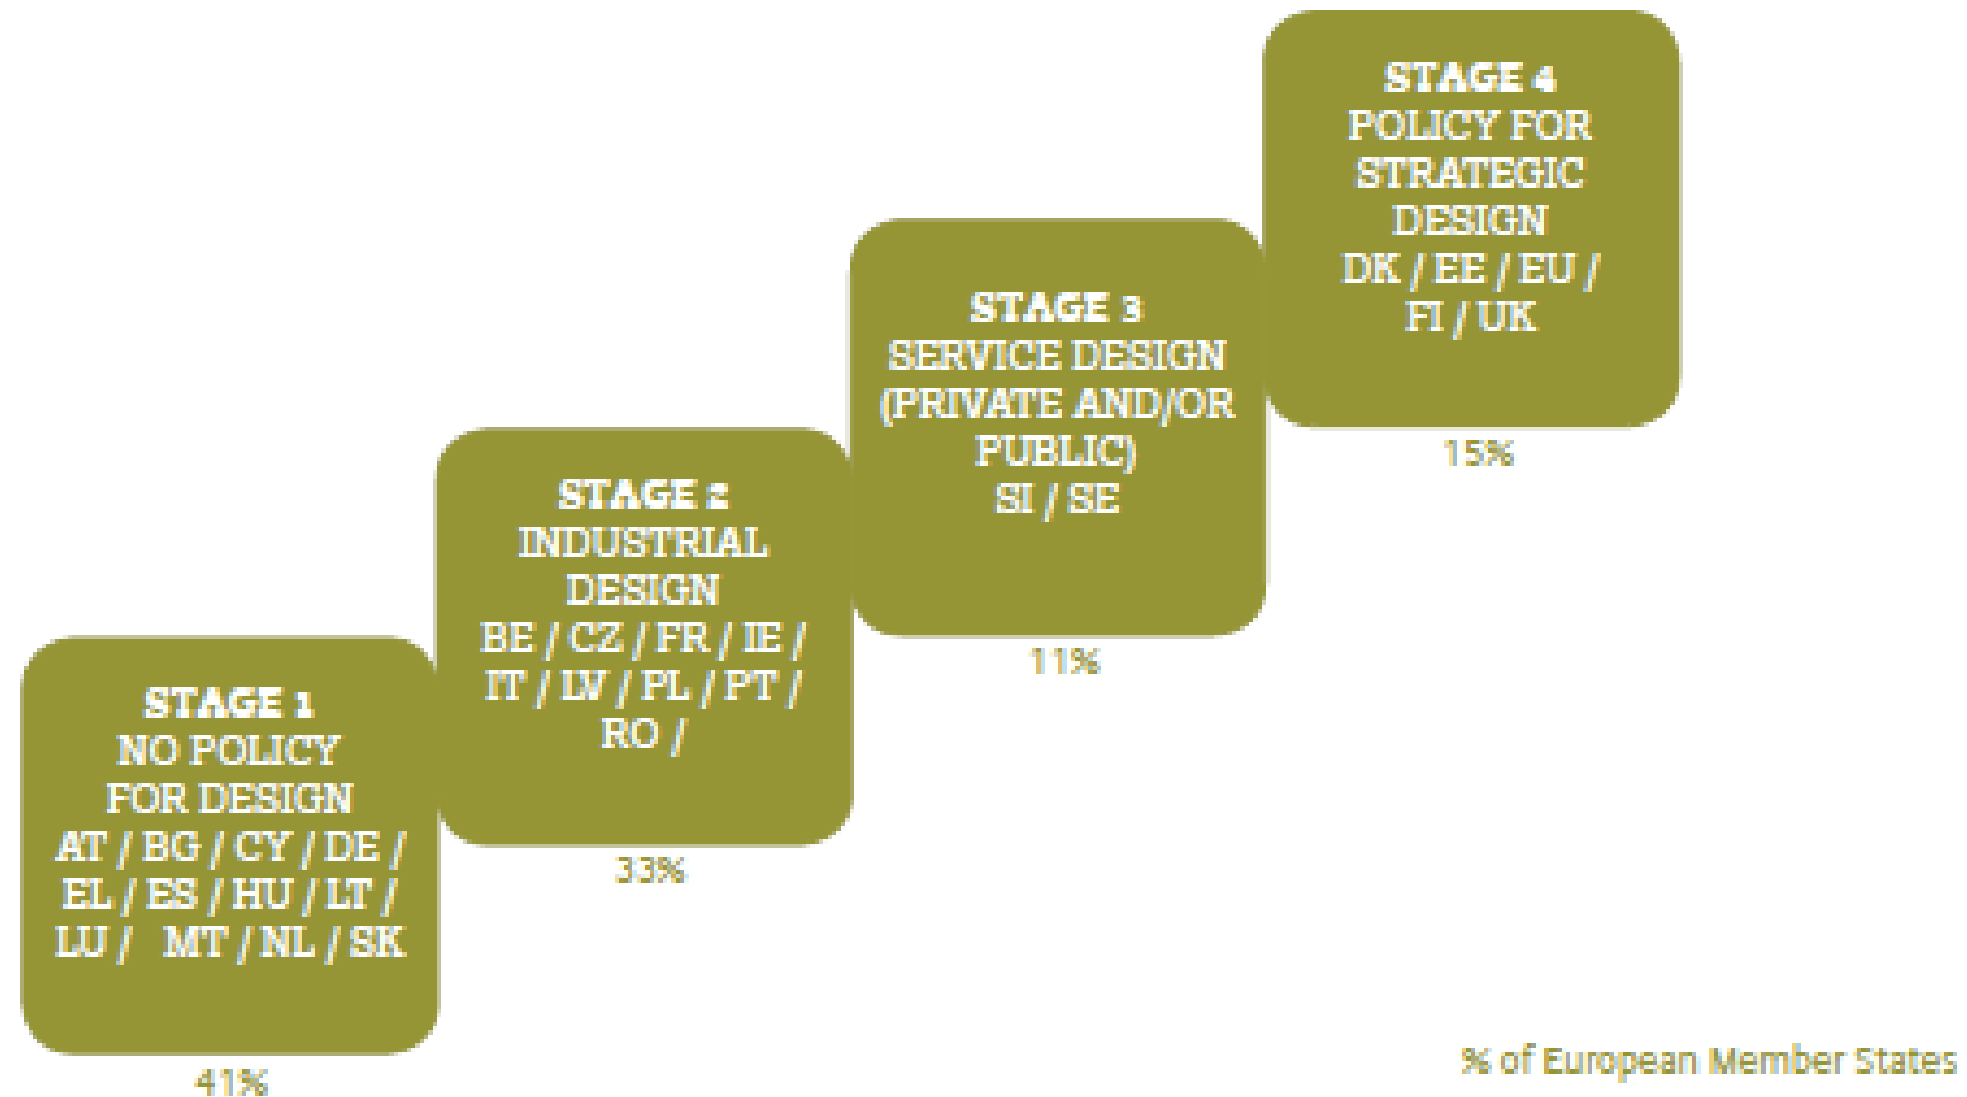 STAGE 1
NO POLICY
FOR DESIGN
AT / BG / CY / DE /
EL / ES / HU / LT /
LU / MT / NL / SK
41%
STAGE 2
INDUSTRIAL
DESIGN
BE / CZ / FR / IE /
IT / LV / PL / PT /
RO /
33%
STAGE 3
SERVICE DESIGN
(PRIVATE AND/OR
PUBLIC)
SI / SE
11%
STAGE 4
POLICY FOR
STRATEGIC
DESIGN
DK / EE / EU /
FI / UK
15%
% of European Member States